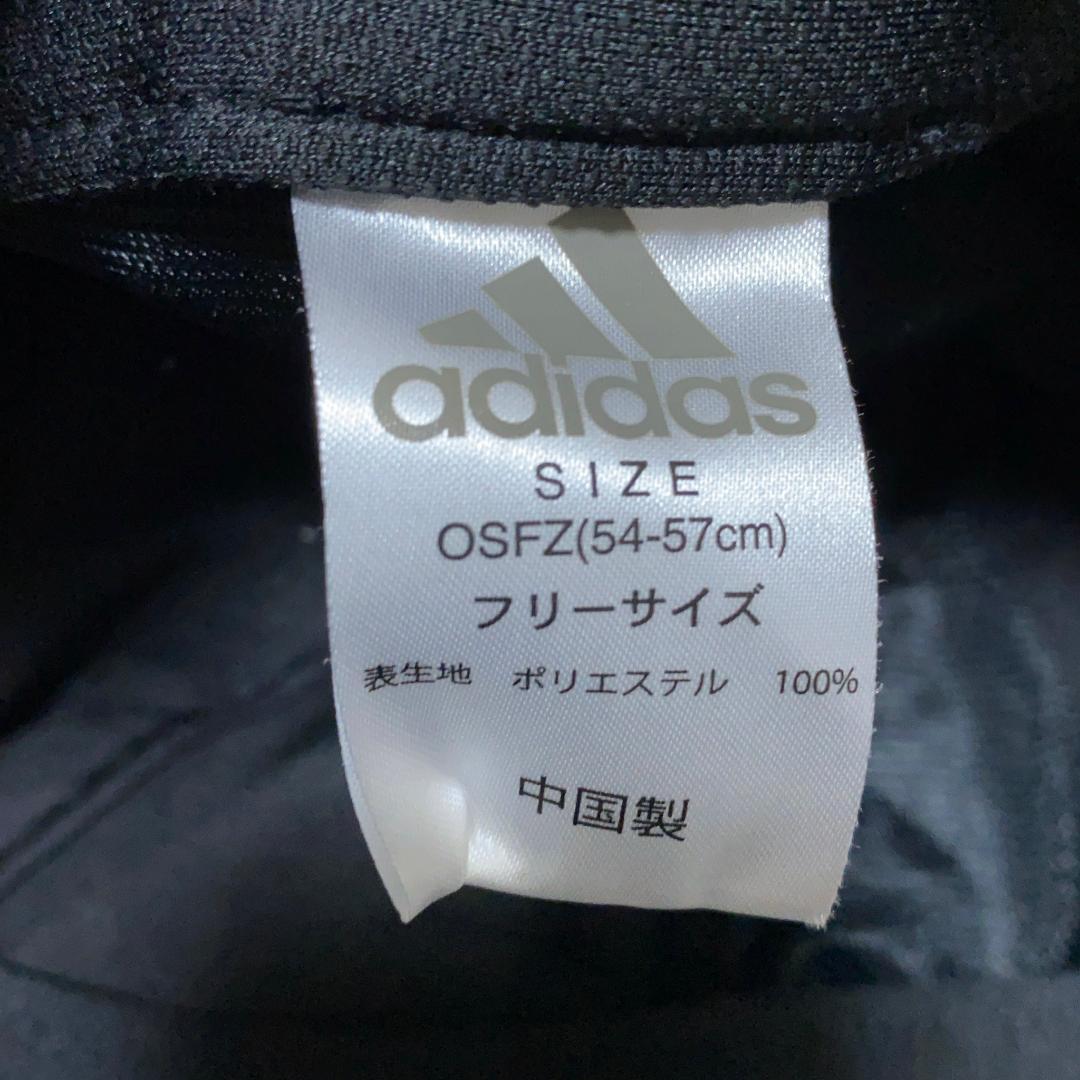 adidas
SIZE
OSFZ(54-57cm)
フリーサイズ
表生地 ポリエステル 100%
中国製